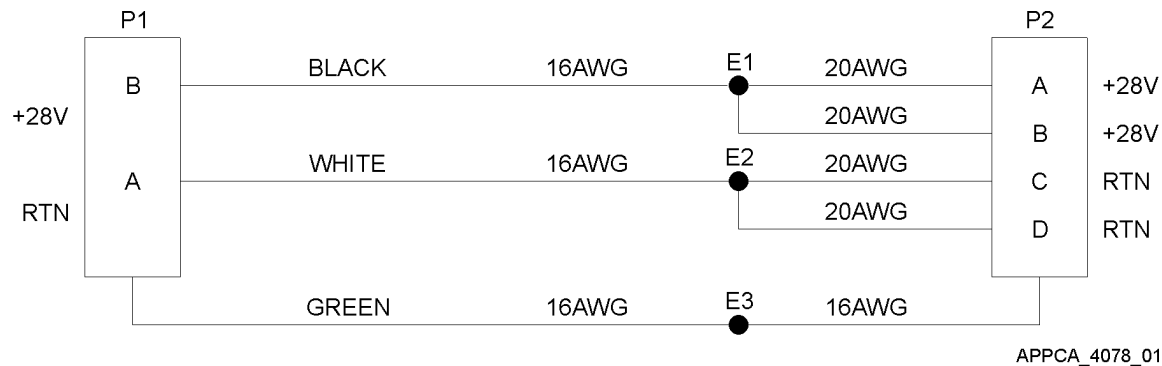 P1 P2
B BLACK 16AWG E1 20AWG A +28V
+28V 20AWG B +28V
A WHITE 16AWG E2 20AWG C RTN
RTN 20AWG D RTN
GREEN 16AWG E3 16AWG
APPCA_4078_01